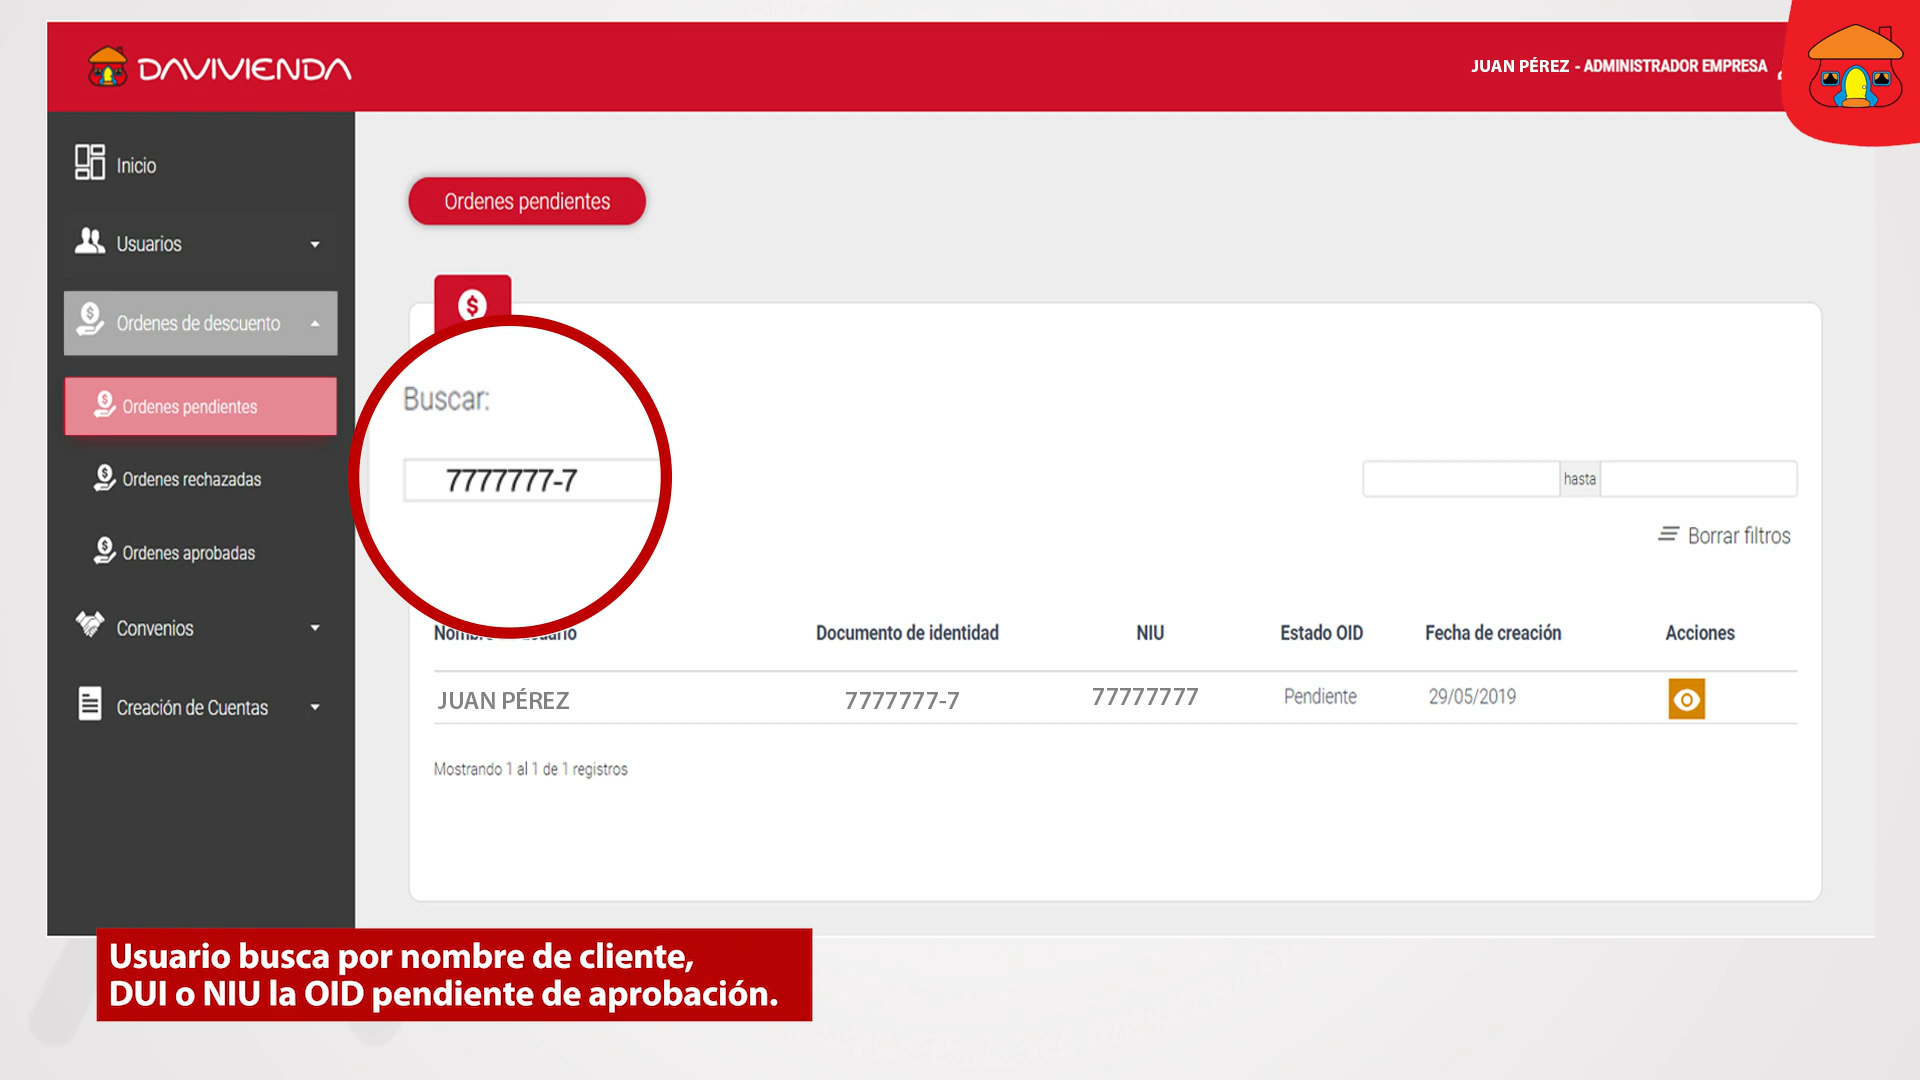 DAVIVIENDA
JUAN PÉREZ - ADMINISTRADOR EMPRESA
Inicio
Usuarios
Ordenes de descuento
Ordenes pendientes
Ordenes rechazadas
Ordenes aprobadas
Convenios
Creación de Cuentas
Ordenes pendientes
Buscar:
7777777-7
hasta
Borrar filtros
Documento de identidad NIU Estado OID Fecha de creación Acciones
JUAN PÉREZ 7777777-7 77777777 Pendiente 29/05/2019
Mostrando 1 al 1 de 1 registros
Usuario busca por nombre de cliente,
DUI o NIU la OID pendiente de aprobación.